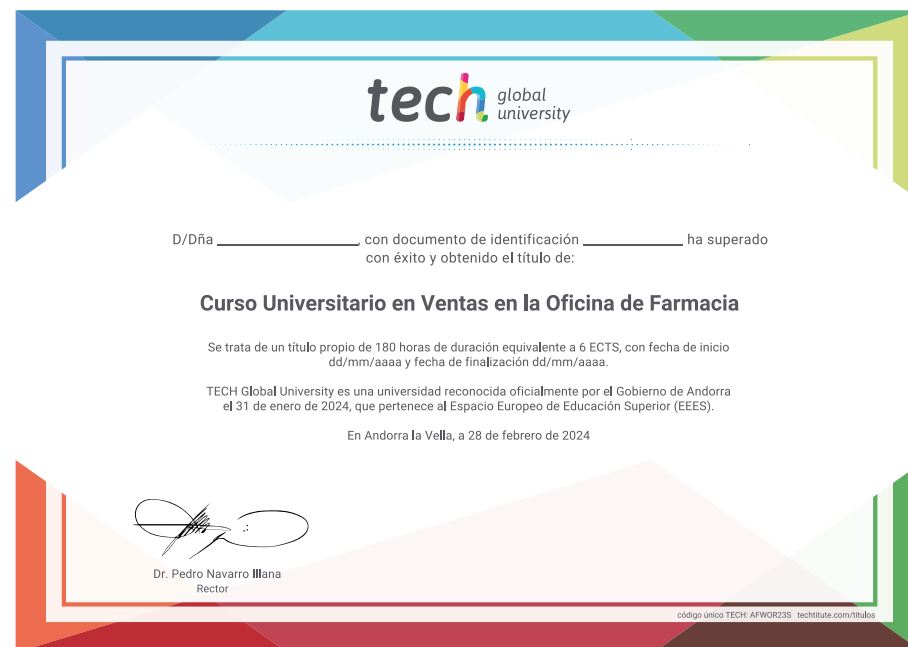 tech global university
D/Dña ____________________, con documento de identificación ______________ ha superado
con éxito y obtenido el título de:
Curso Universitario en Ventas en la Oficina de Farmacia
Se trata de un título propio de 180 horas de duración equivalente a 6 ECTS, con fecha de inicio
dd/mm/aaaa y fecha de finalización dd/mm/aaaa.
TECH Global University es una universidad reconocida oficialmente por el Gobierno de Andorra
el 31 de enero de 2024, que pertenece al Espacio Europeo de Educación Superior (EEES).
En Andorra la Vella, a 28 de febrero de 2024
Dr. Pedro Navarro Illana
Rector
código único TECH: AFWOR23S techtitute.com/titulos